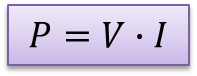 P = V · I